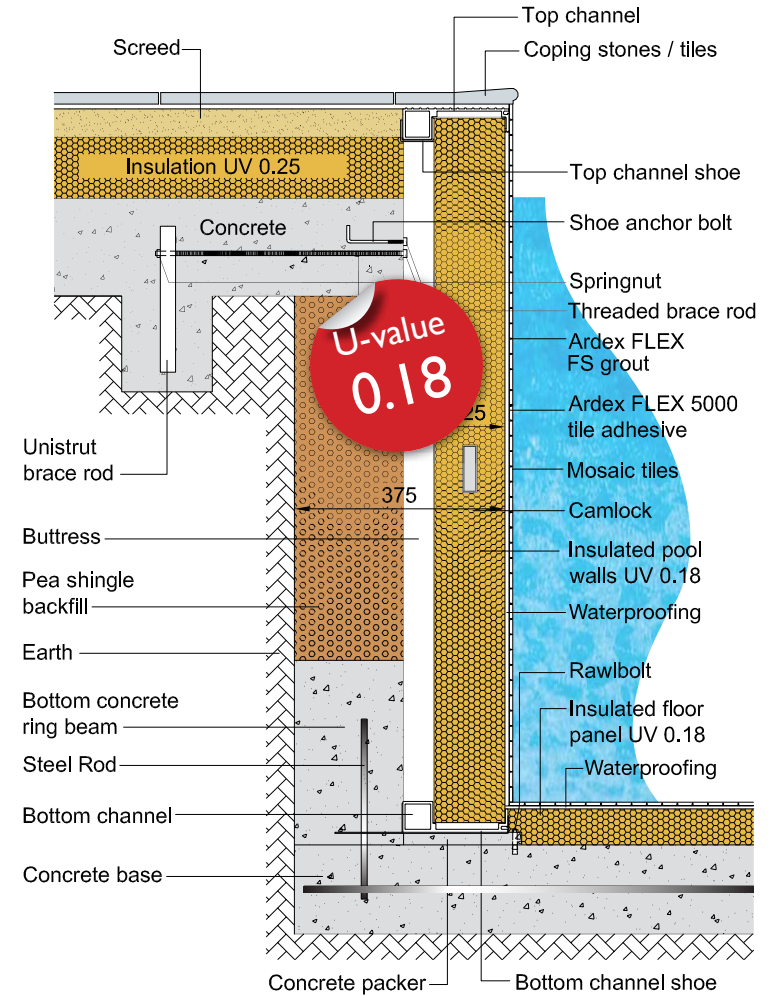 Top channel
Screed
Coping stones / tiles
Insulation UV 0.25
Top channel shoe
Concrete
Shoe anchor bolt
Springnut
Threaded brace rod
U-value
0.18
Ardex FLEX
FS grout
25
Ardex FLEX 5000
tile adhesive
Unistrut
brace rod
Mosaic tiles
375
Camlock
Buttress
Insulated pool
walls UV 0.18
Pea shingle
backfill
Waterproofing
Earth
Rawlbolt
Bottom concrete
ring beam
Insulated floor
panel UV 0.18
Steel Rod
Waterproofing
Bottom channel
Concrete base
Concrete packer
Bottom channel shoe